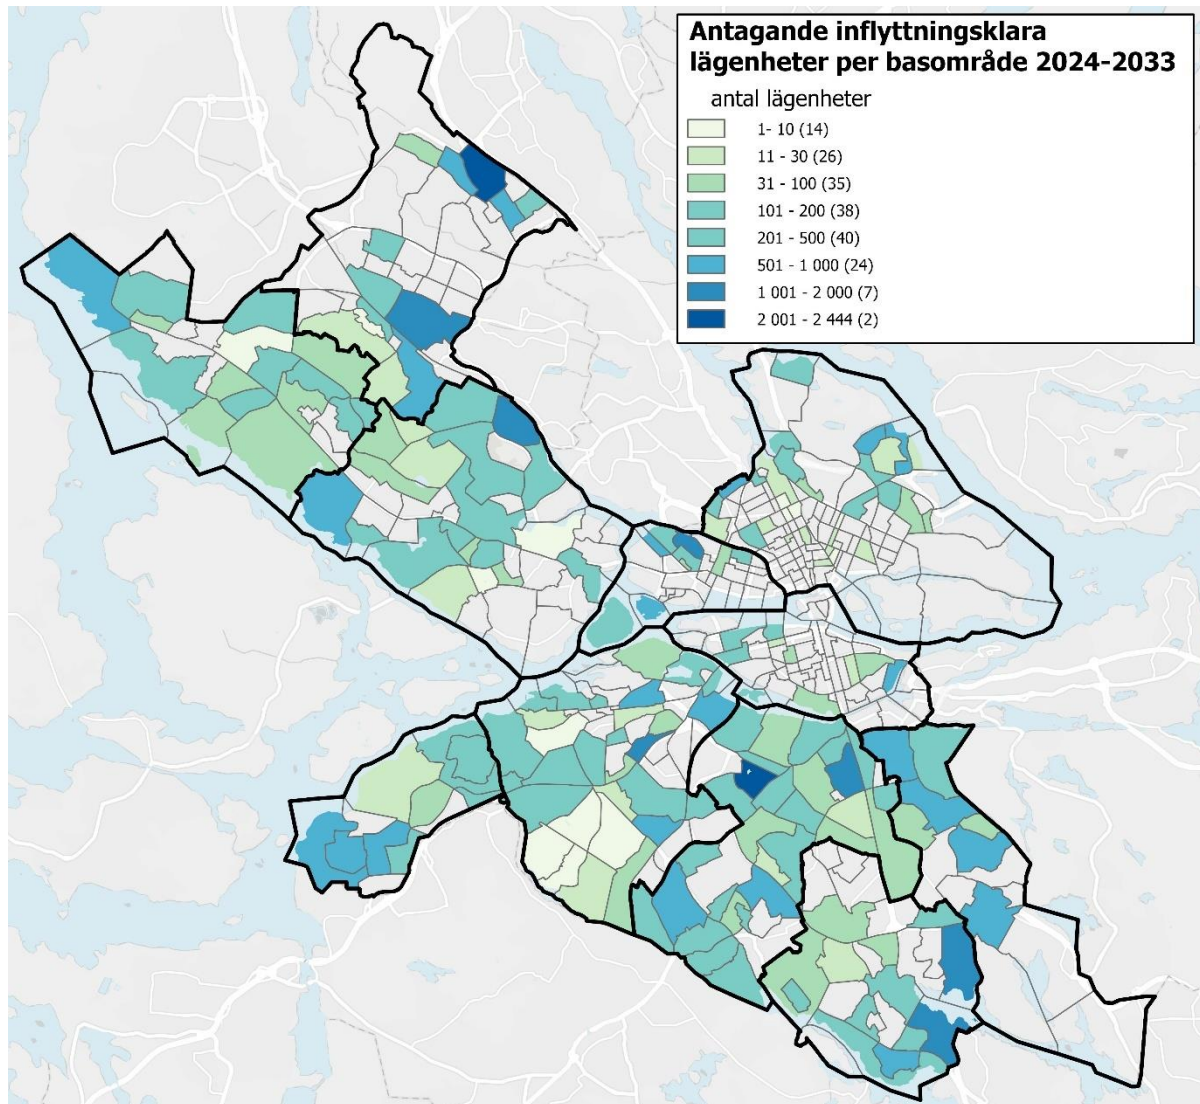 Antagande inflyttningsklara
lägenheter per basområde 2024-2033
antal lägenheter
1- 10 (14)
11 - 30 (26)
31 - 100 (35)
101 - 200 (38)
201 - 500 (40)
501 - 1 000 (24)
1 001 - 2 000 (7)
2 001 - 2 444 (2)